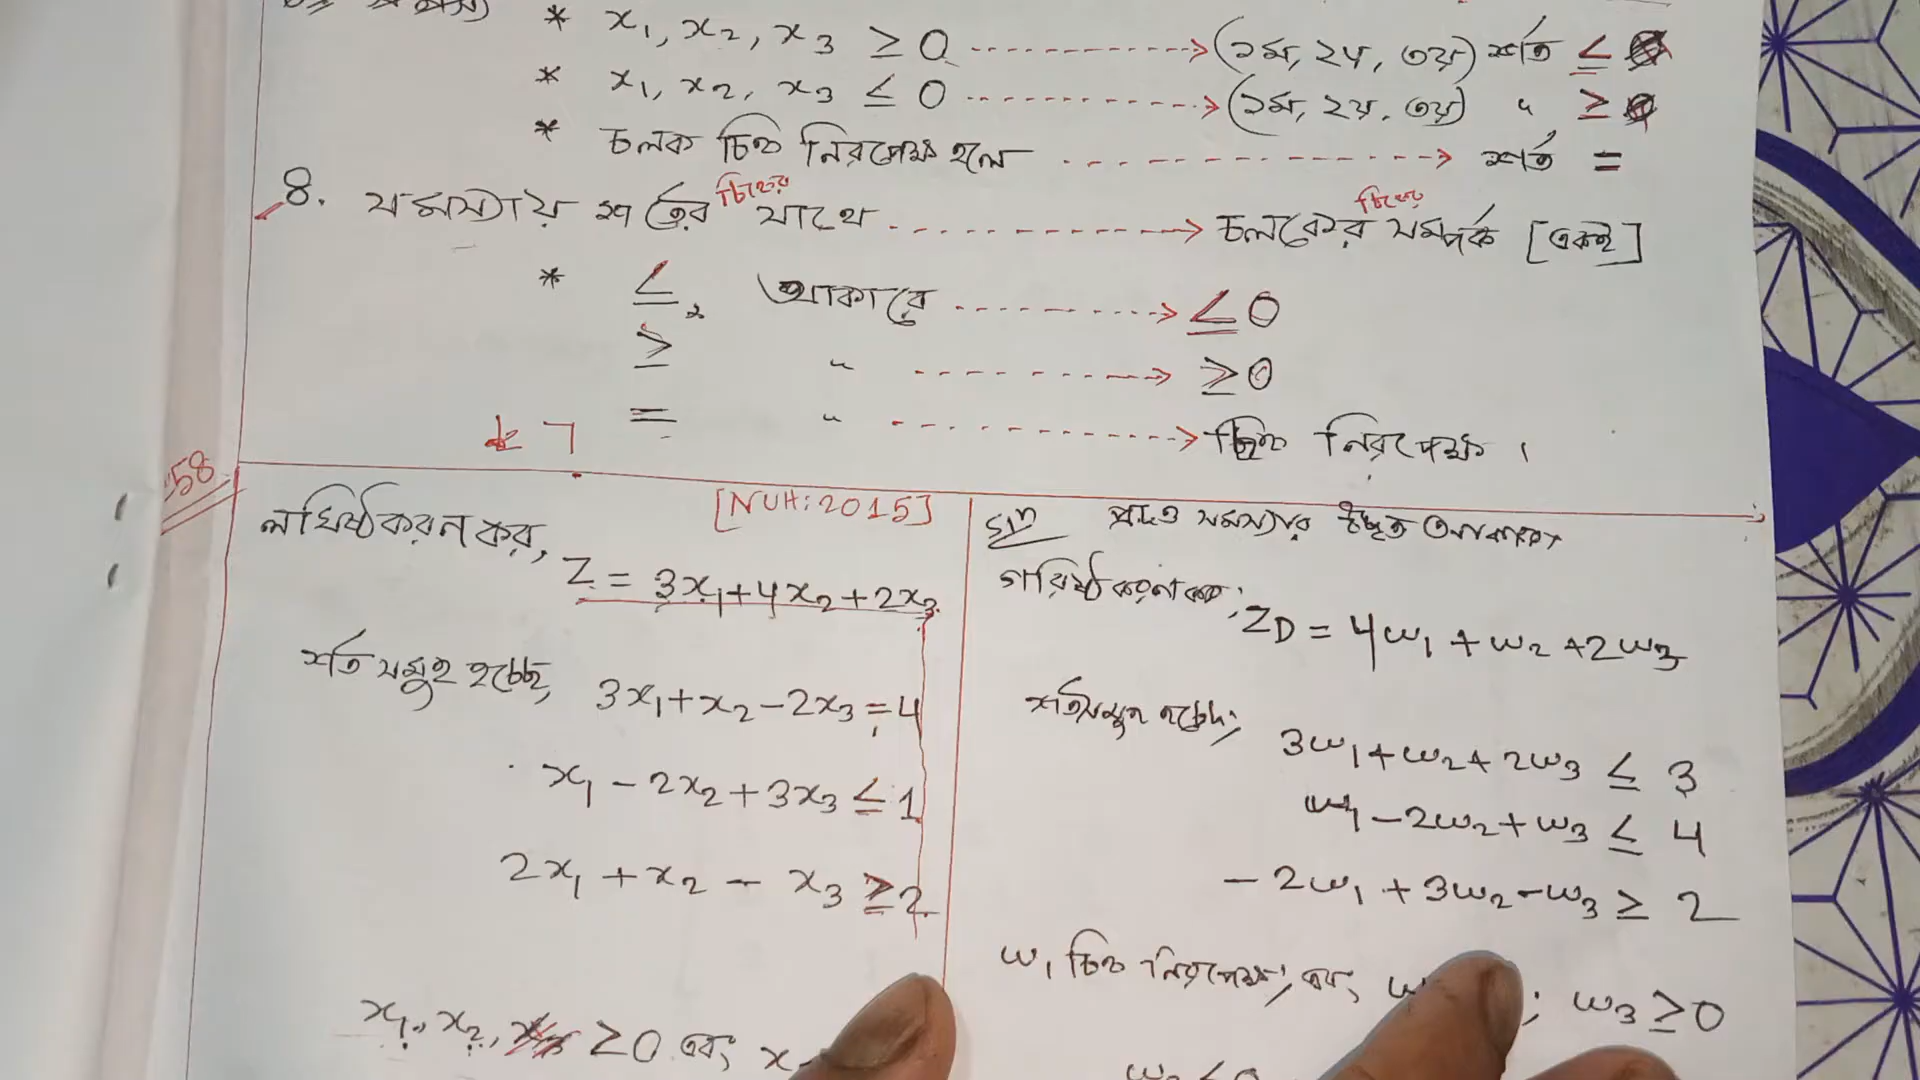 * x₁, x₂, x₃ ≥ 0 ----------> (১ম, ২য়, ৩য়) শর্ত ≤
* x₁, x₂, x₃ ≤ 0 ----------> (১ম, ২য়, ৩য়) " ≥
* চলক চিহ্ন নিরপেক্ষ হলে ----------> শর্ত =
8. সমস্যায় শর্তের চিহ্নের সাথে ----------> চলকের চিহ্নের সম্পর্ক [একই]
* ≤, আকারে ----------> ≤ 0
≥ " ----------> ≥ 0
= " ----------> চিহ্ন নিরপেক্ষ ।
58
[NUH:2015]
লঘিষ্ঠকরণ কর,
Z = 3x₁+4x₂+2x₃
শর্ত সমুহ হচ্ছে, 3x₁+x₂-2x₃ = 4
x₁ - 2x₂ + 3x₃ ≤ 1
2x₁ + x₂ - x₃ ≥ 2
x₁, x₂, ≥ 0 এবং x
প্রদত্ত সমস্যার
গরিষ্ঠকরণ কর;
Z_D = 4w₁ + w₂ + 2w₃
শর্তসমুহ হচ্ছে;
3w₁ + w₂ + 2w₃ ≤ 3
w₁ - 2w₂ + w₃ ≤ 4
- 2w₁ + 3w₂ - w₃ ≥ 2
w₁ চিহ্ন নিরপেক্ষ; এবং, w ; w₃ ≥ 0